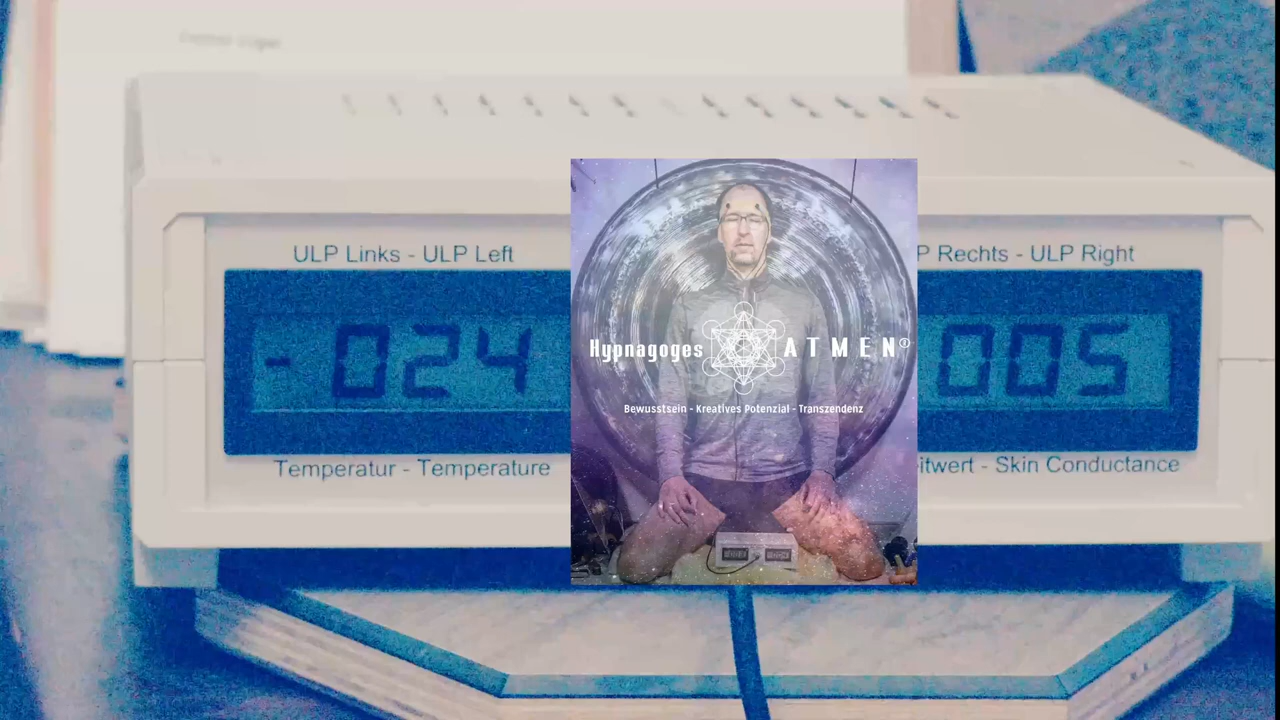 ULP Links - ULP Left
P Rechts - ULP Right
- 024
005
Temperatur - Temperature
itwert - Skin Conductance
Hypnagoges ATMEN®
Bewusstsein - Kreatives Potenzial - Transzendenz